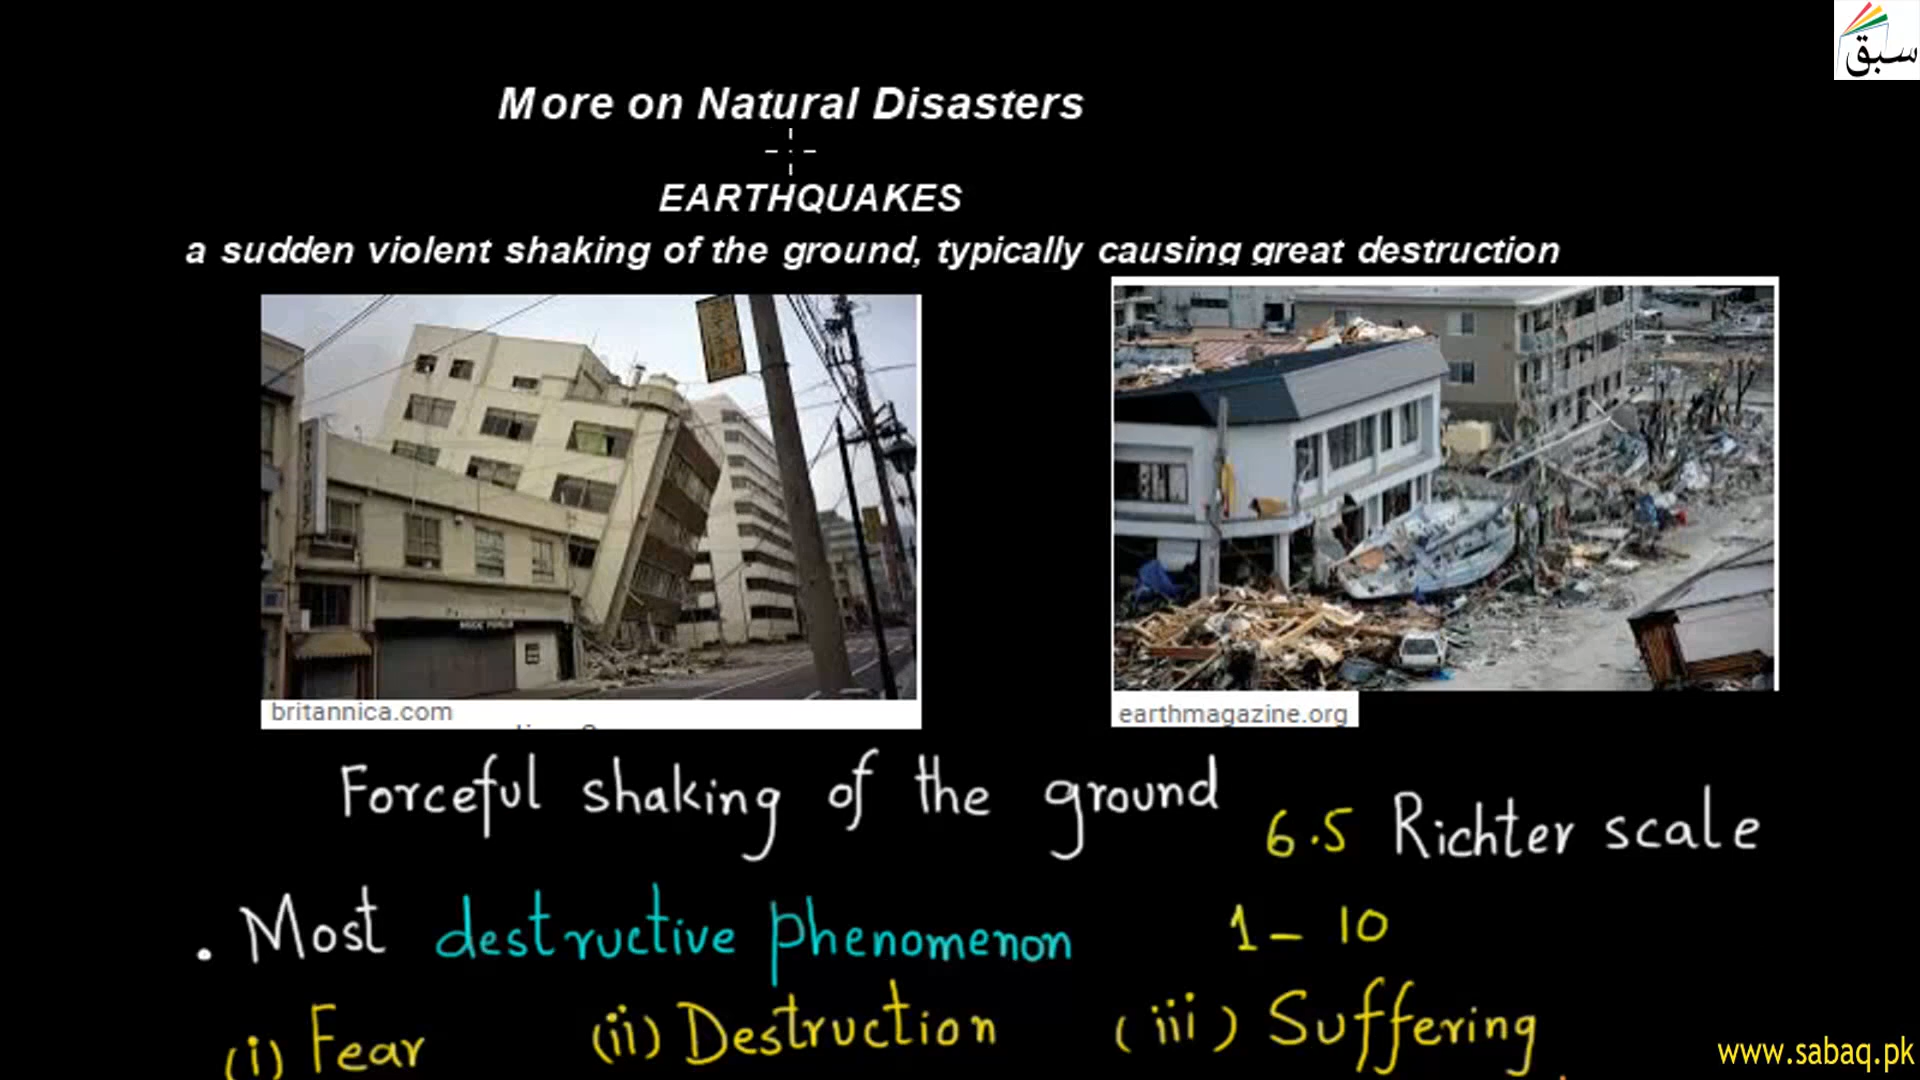 سبق
More on Natural Disasters
EARTHQUAKES
a sudden violent shaking of the ground, typically causing great destruction
britannica.com
earthmagazine.org
Forceful shaking of the ground
6.5 Richter scale
. Most destructive phenomenon
1 - 10
(i) Fear (ii) Destruction (iii) Suffering
www.sabaq.pk